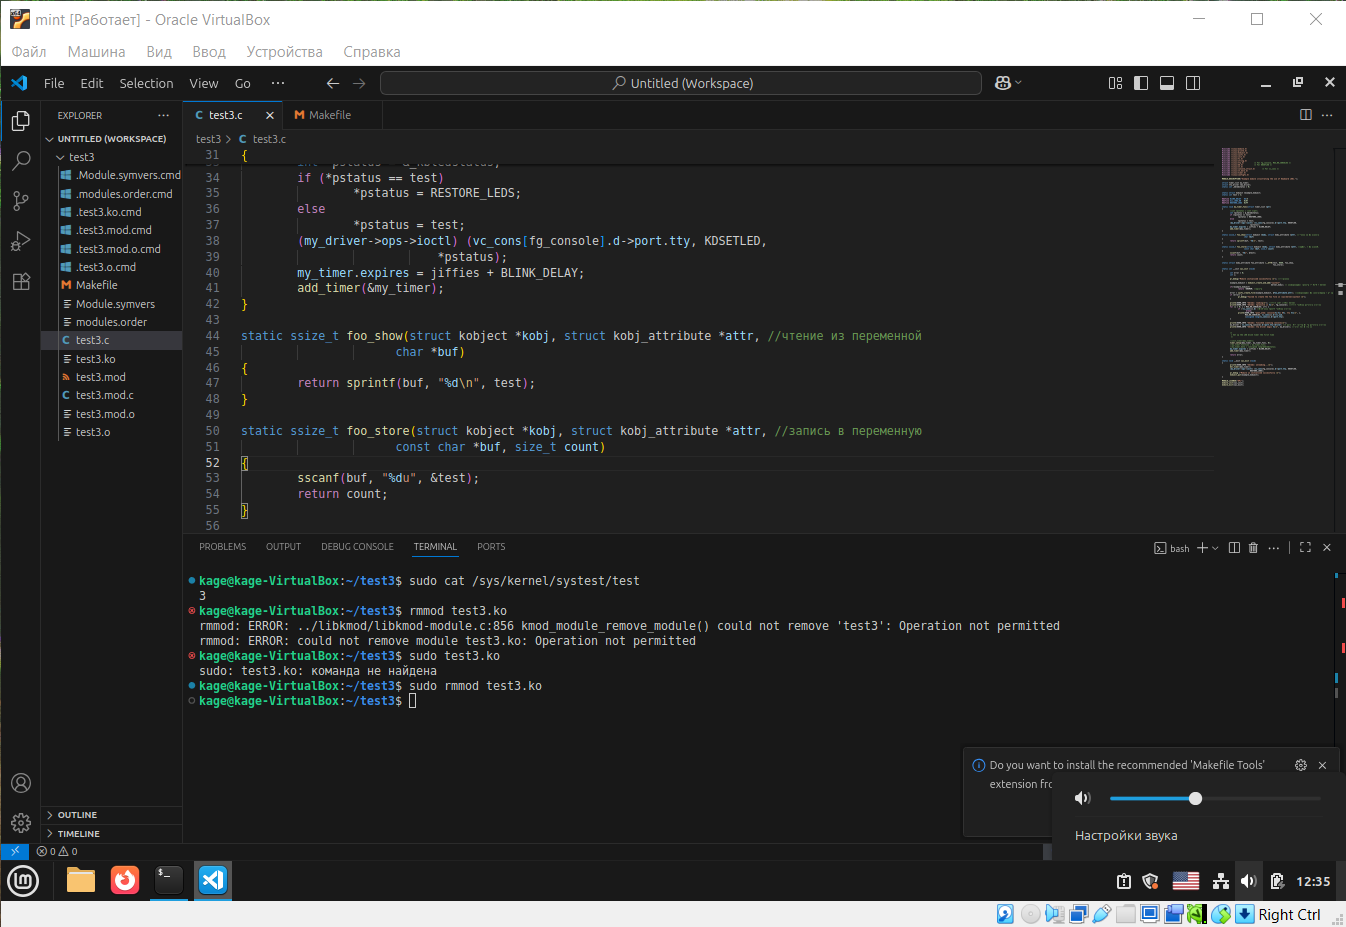 mint [Работает] - Oracle VirtualBox
Файл Машина Вид Ввод Устройства Справка
File Edit Selection View Go ··· Untitled (Workspace)
EXPLORER ···
UNTITLED (WORKSPACE)
test3
.Module.symvers.cmd
.modules.order.cmd
.test3.ko.cmd
.test3.mod.cmd
.test3.mod.o.cmd
.test3.o.cmd
Makefile
Module.symvers
modules.order
test3.c
test3.ko
test3.mod
test3.mod.c
test3.mod.o
test3.o
OUTLINE
TIMELINE
test3.c Makefile
test3 > test3.c
31 {
34 if (*pstatus == test)
35 *pstatus = RESTORE_LEDS;
36 else
37 *pstatus = test;
38 (my_driver->ops->ioctl) (vc_cons[fg_console].d->port.tty, KDSETLED,
39 *pstatus);
40 my_timer.expires = jiffies + BLINK_DELAY;
41 add_timer(&my_timer);
42 }
43
44 static ssize_t foo_show(struct kobject *kobj, struct kobj_attribute *attr, //чтение из переменной
45 char *buf)
46 {
47 return sprintf(buf, "%d\n", test);
48 }
49
50 static ssize_t foo_store(struct kobject *kobj, struct kobj_attribute *attr, //запись в переменную
51 const char *buf, size_t count)
52 {
53 sscanf(buf, "%du", &test);
54 return count;
55 }
56
PROBLEMS OUTPUT DEBUG CONSOLE TERMINAL PORTS bash
kage@kage-VirtualBox:~/test3$ sudo cat /sys/kernel/systest/test
3
kage@kage-VirtualBox:~/test3$ rmmod test3.ko
rmmod: ERROR: ../libkmod/libkmod-module.c:856 kmod_module_remove_module() could not remove 'test3': Operation not permitted
rmmod: ERROR: could not remove module test3.ko: Operation not permitted
kage@kage-VirtualBox:~/test3$ sudo test3.ko
sudo: test3.ko: команда не найдена
kage@kage-VirtualBox:~/test3$ sudo rmmod test3.ko
kage@kage-VirtualBox:~/test3$
Do you want to install the recommended 'Makefile Tools'
extension fro
Настройки звука
0 0
12:35
Right Ctrl